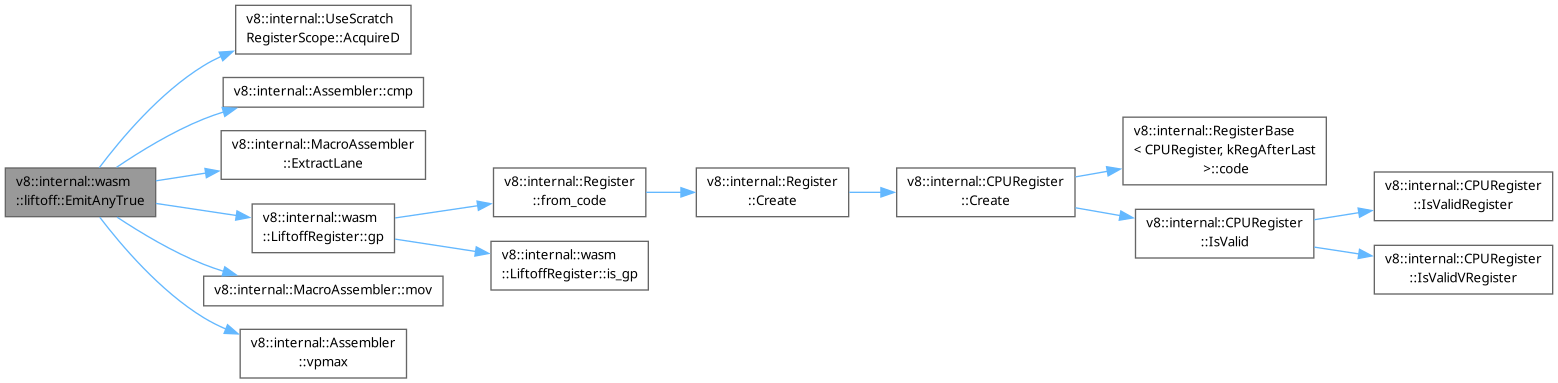 v8::internal::UseScratch
RegisterScope::AcquireD
v8::internal::Assembler::cmp
v8::internal::MacroAssembler
::ExtractLane
v8::internal::wasm
::liftoff::EmitAnyTrue
v8::internal::wasm
::LiftoffRegister::gp
v8::internal::MacroAssembler::mov
v8::internal::Assembler
::vpmax
v8::internal::Register
::from_code
v8::internal::wasm
::LiftoffRegister::is_gp
v8::internal::Register
::Create
v8::internal::CPURegister
::Create
v8::internal::RegisterBase
< CPURegister, kRegAfterLast
>::code
v8::internal::CPURegister
::IsValid
v8::internal::CPURegister
::IsValidRegister
v8::internal::CPURegister
::IsValidVRegister